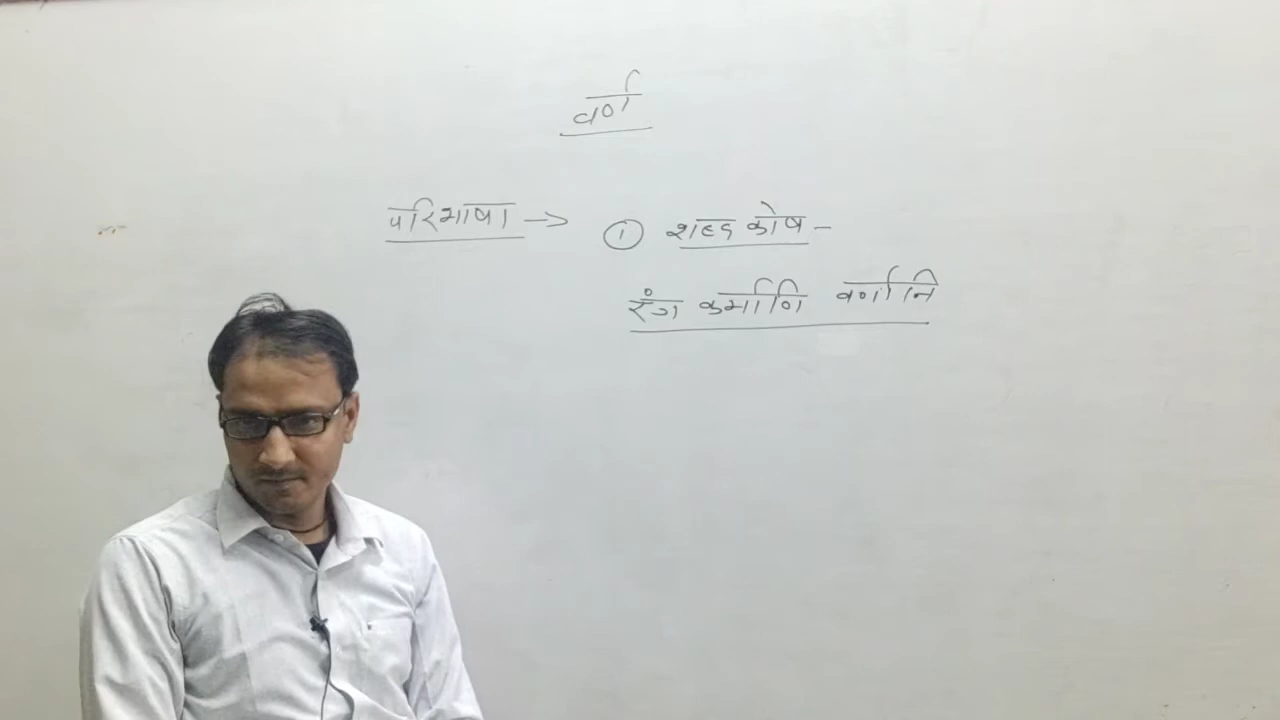 वर्ण
परिभाषा → ① शब्द कोष –
रंग कर्माणि वर्णानि